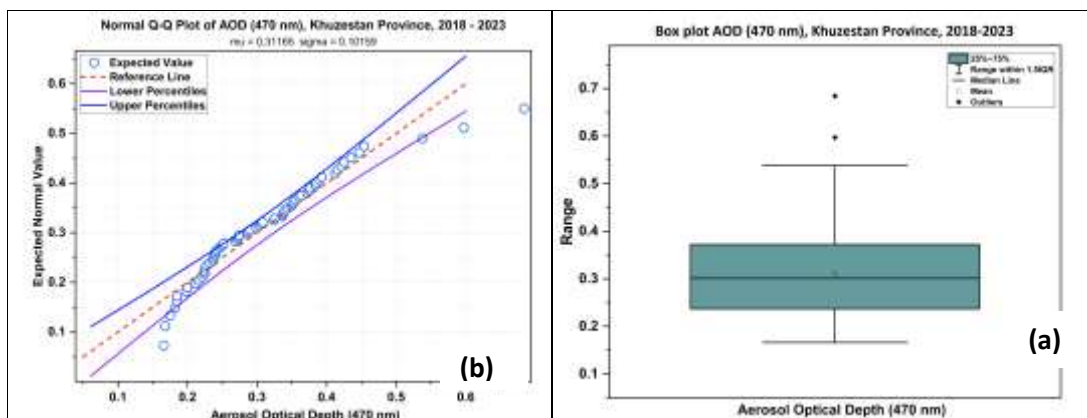 Normal Q-Q Plot of AOD (470 nm), Khuzestan Province, 2018 - 2023
mu = 0.31166 sigma = 0.10159
Expected Value
Reference Line
Lower Percentiles
Upper Percentiles
Expected Normal Value
0.6
0.5
0.4
0.3
0.2
0.1
0.1 0.2 0.3 0.4 0.5 0.6
Aerosol Optical Depth (470 nm)
(b)
Box plot AOD (470 nm), Khuzestan Province, 2018-2023
25%~75%
Range within 1.5IQR
Median Line
Mean
Outliers
Range
0.7
0.6
0.5
0.4
0.3
0.2
0.1
Aerosol Optical Depth (470 nm)
(a)